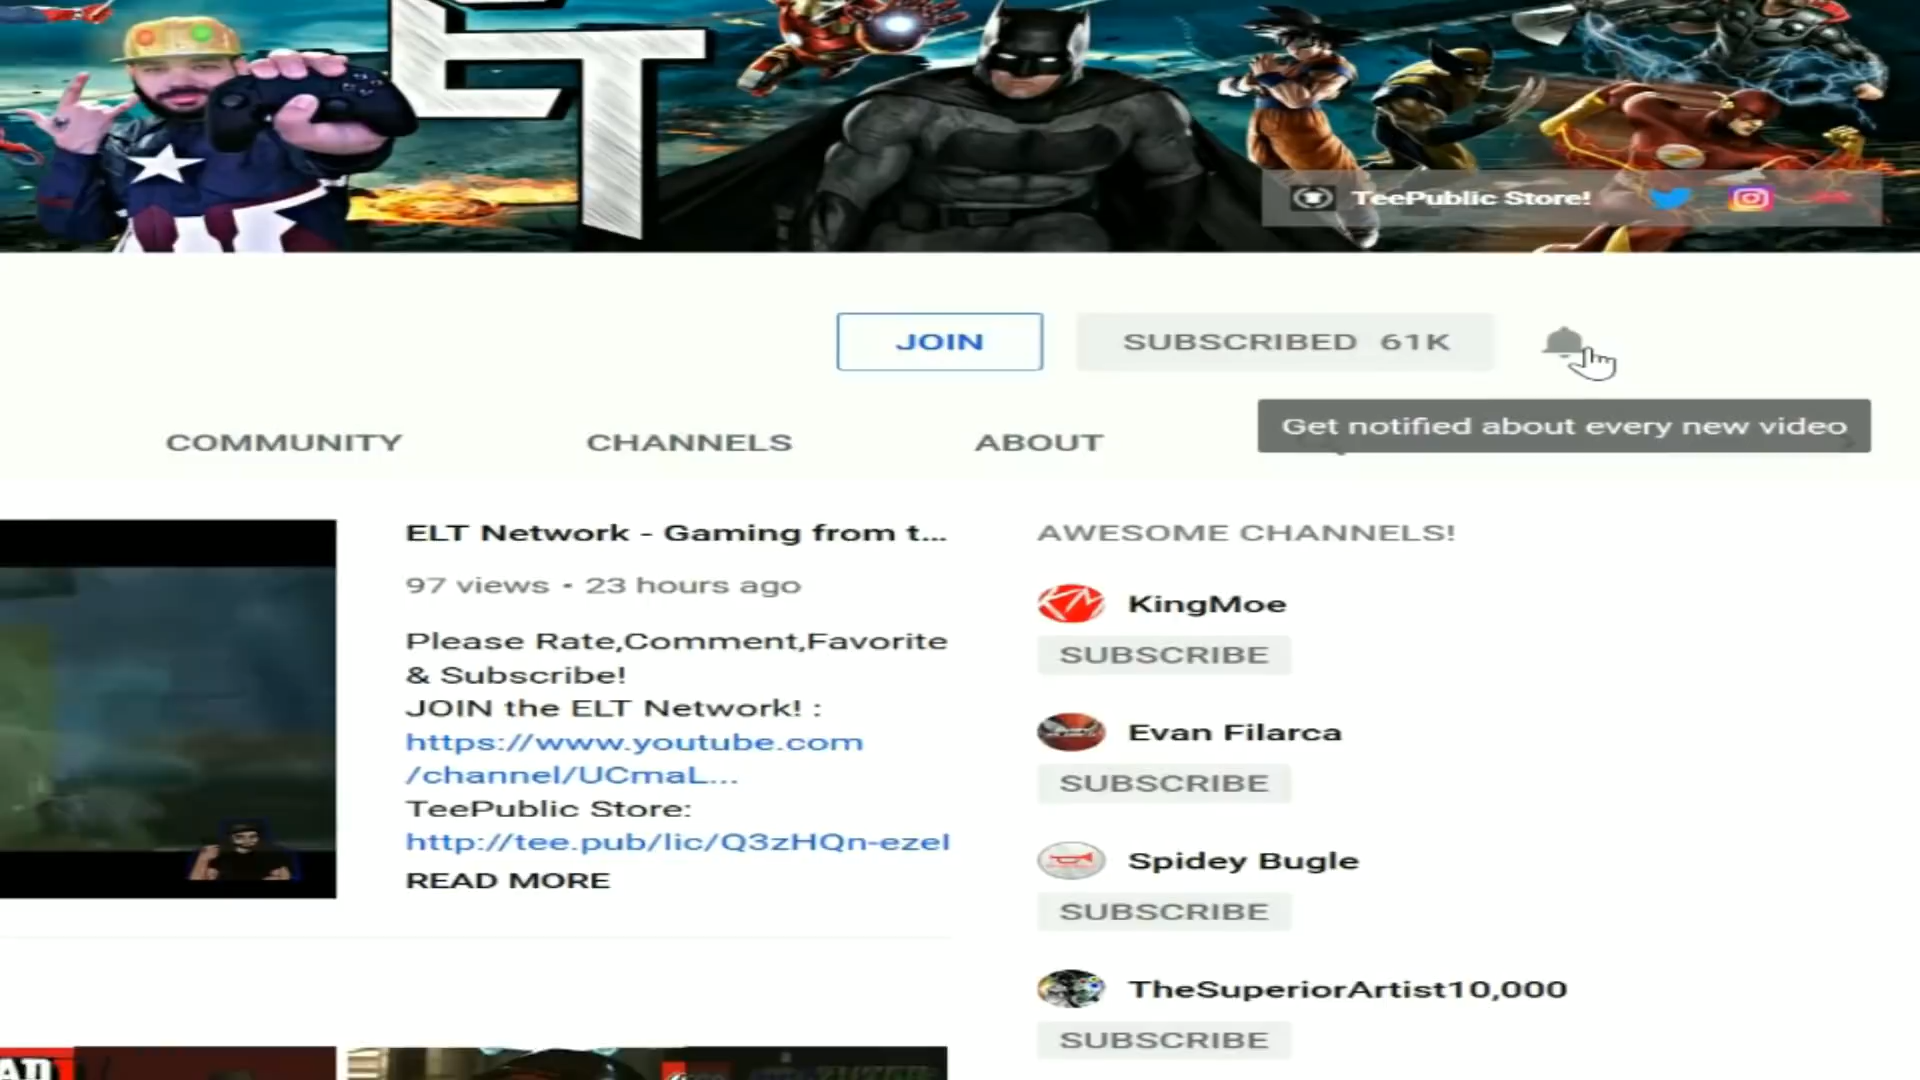 ELT
TeePublic Store!
JOIN
SUBSCRIBED 61K
Get notified about every new video
COMMUNITY
CHANNELS
ABOUT
ELT Network - Gaming from t...
97 views • 23 hours ago
Please Rate,Comment,Favorite
& Subscribe!
JOIN the ELT Network! :
https://www.youtube.com
/channel/UCmaL...
TeePublic Store:
http://tee.pub/lic/Q3zHQn-ezeI
READ MORE
AWESOME CHANNELS!
KingMoe
SUBSCRIBE
Evan Filarca
SUBSCRIBE
Spidey Bugle
SUBSCRIBE
TheSuperiorArtist10,000
SUBSCRIBE